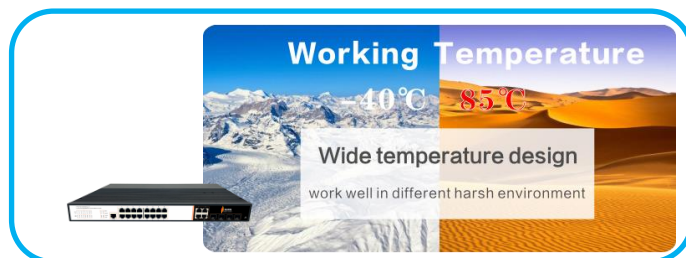 Working Temperature
-40℃ 85℃
Wide temperature design
work well in different harsh environment